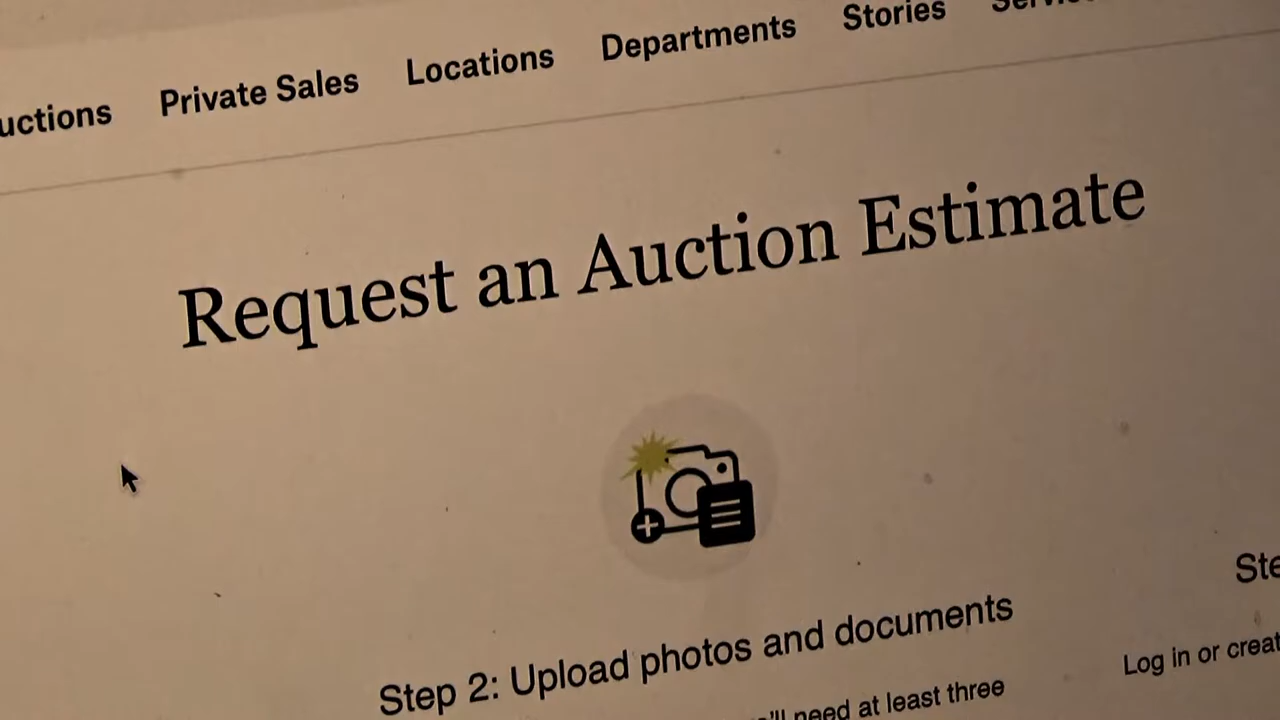 uctions Private Sales Locations Departments Stories
Request an Auction Estimate
Step 2: Upload photos and documents
Ste
need at least three
Log in or creat